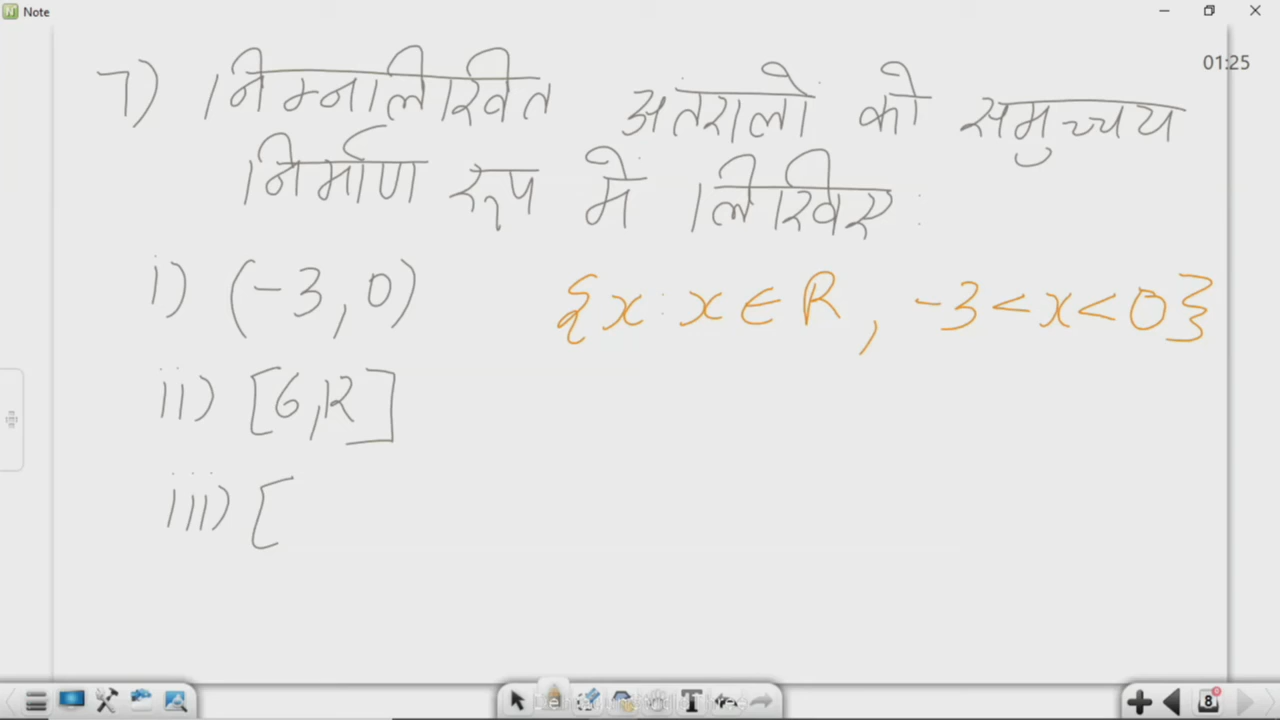 Note
01:25
7) निम्नलिखित अंतरालों को समुच्चय
निर्माण रूप में लिखिए :
i) (-3, 0) {x : x ∈ R, -3 < x < 0}
ii) [6, 12]
iii) [
8